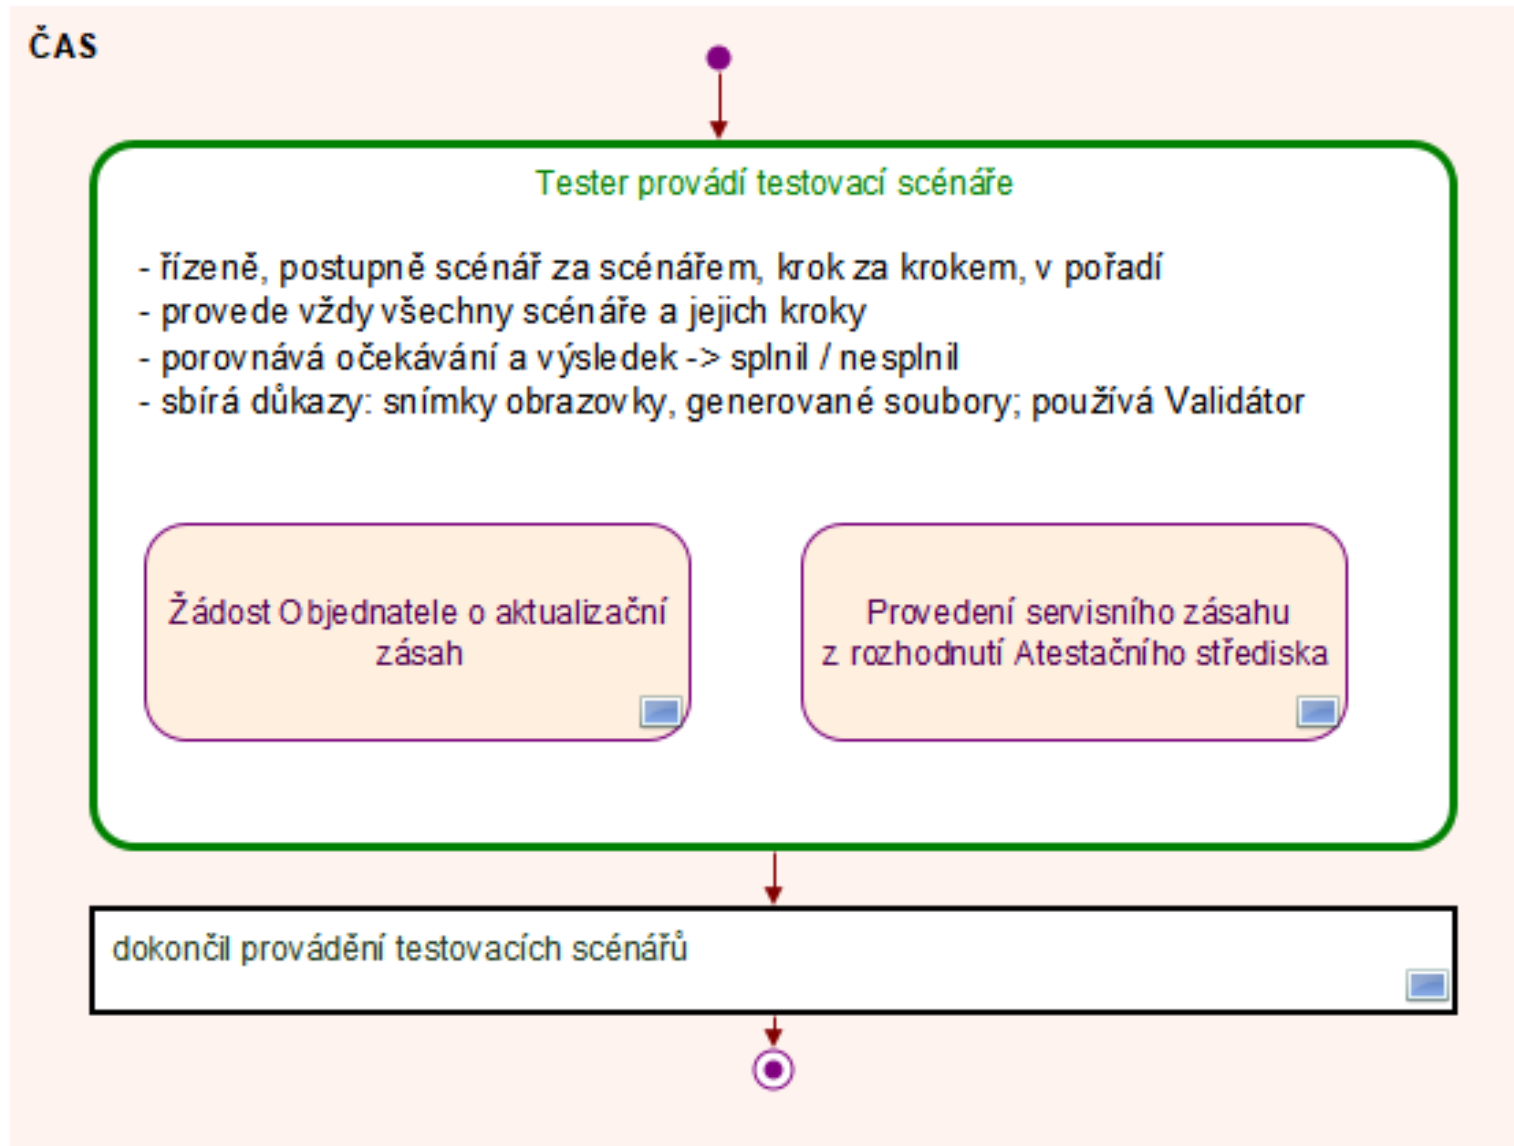 ČAS
Tester provádí testovací scénáře
- řízeně, postupně scénář za scénářem, krok za krokem, v pořadí
- provede vždy všechny scénáře a jejich kroky
- porovnává očekávání a výsledek -> splnil / nesplnil
- sbírá důkazy: snímky obrazovky, generované soubory; používá Validátor
Žádost Objednatele o aktualizační
zásah
Provedení servisního zásahu
z rozhodnutí Atestačního střediska
dokončil provádění testovacích scénářů